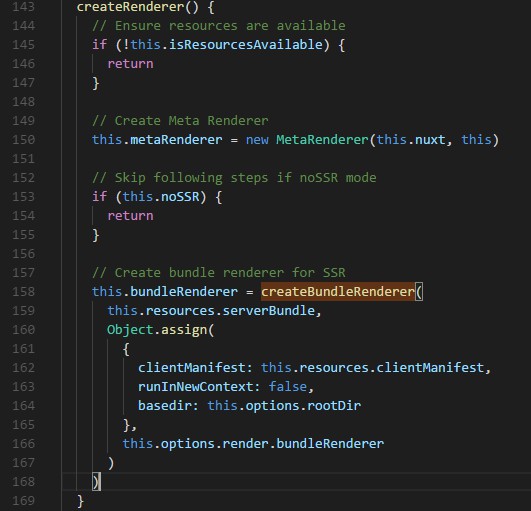 143 createRenderer() {
144 // Ensure resources are available
145 if (!this.isResourcesAvailable) {
146 return
147 }
148
149 // Create Meta Renderer
150 this.metaRenderer = new MetaRenderer(this.nuxt, this)
151
152 // Skip following steps if noSSR mode
153 if (this.noSSR) {
154 return
155 }
156
157 // Create bundle renderer for SSR
158 this.bundleRenderer = createBundleRenderer(
159 this.resources.serverBundle,
160 Object.assign(
161 {
162 clientManifest: this.resources.clientManifest,
163 runInNewContext: false,
164 basedir: this.options.rootDir
165 },
166 this.options.render.bundleRenderer
167 )
168 )
169 }